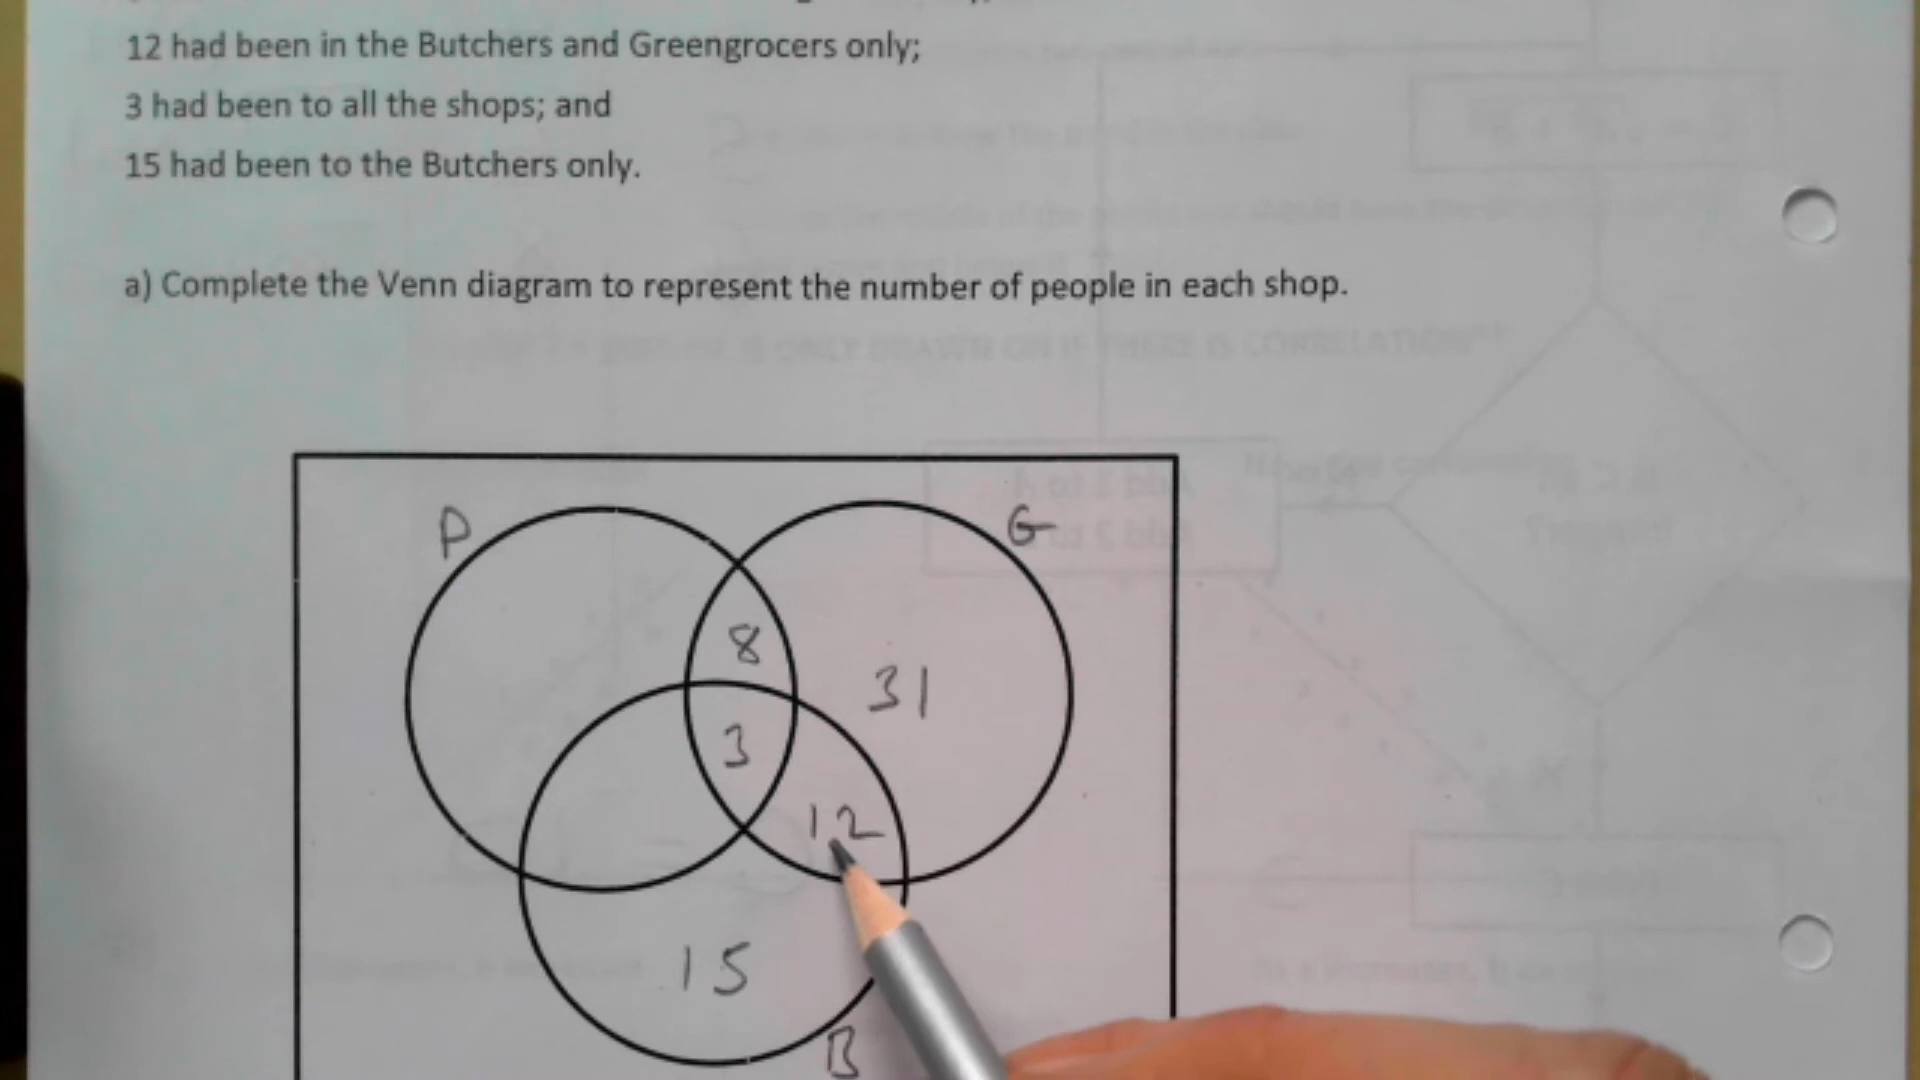 12 had been in the Butchers and Greengrocers only;
3 had been to all the shops; and
15 had been to the Butchers only.
a) Complete the Venn diagram to represent the number of people in each shop.
P
G
8
31
3
12
15
B